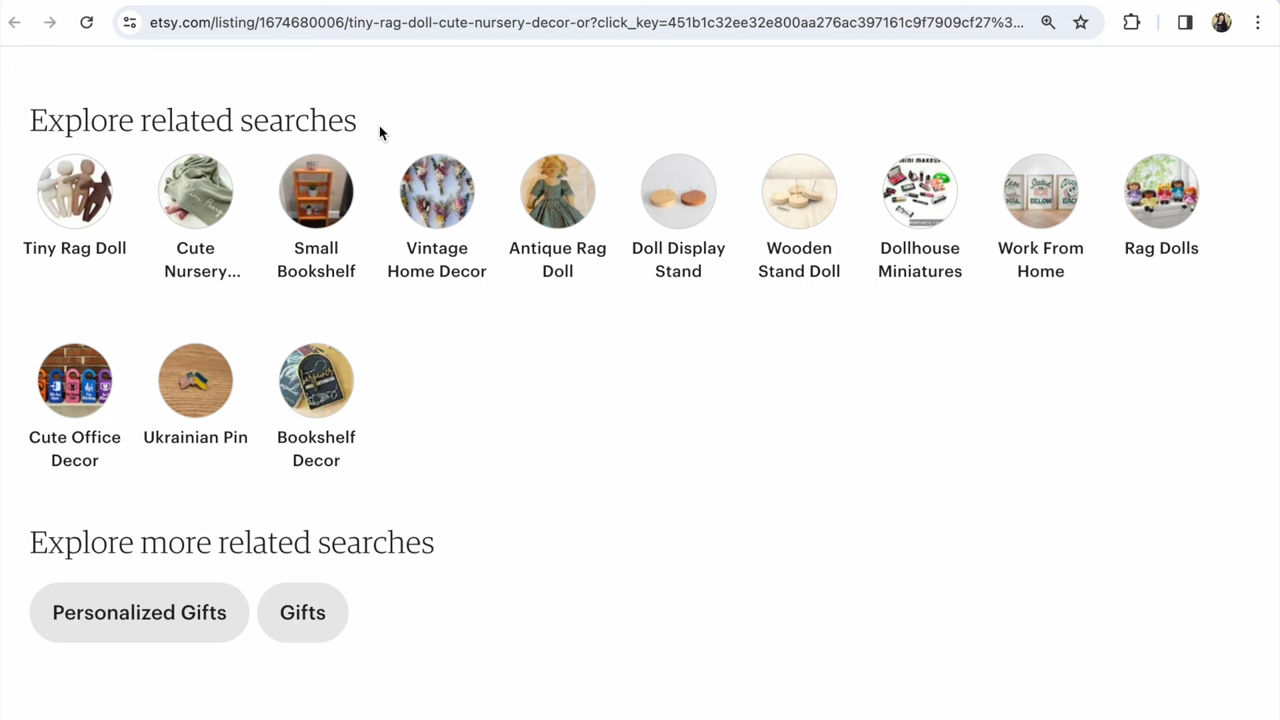 etsy.com/listing/1674680006/tiny-rag-doll-cute-nursery-decor-or?click_key=451b1c32ee32e800aa276ac397161c9f7909cf27%3...
Explore related searches
Tiny Rag Doll
Cute
Nursery...
Small
Bookshelf
Vintage
Home Decor
Antique Rag
Doll
Doll Display
Stand
Wooden
Stand Doll
Dollhouse
Miniatures
Work From
Home
Rag Dolls
Cute Office
Decor
Ukrainian Pin
Bookshelf
Decor
Explore more related searches
Personalized Gifts
Gifts